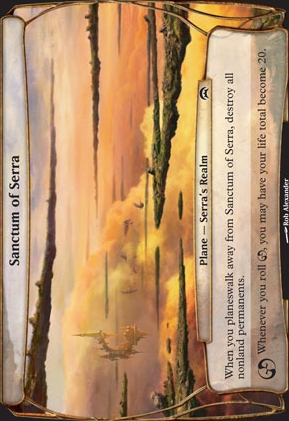 Sanctum of Serra
Plane — Serra's Realm
When you planeswalk away from Sanctum of Serra, destroy all
nonland permanents.
Whenever you roll , you may have your life total become 20.
Rob Alexander